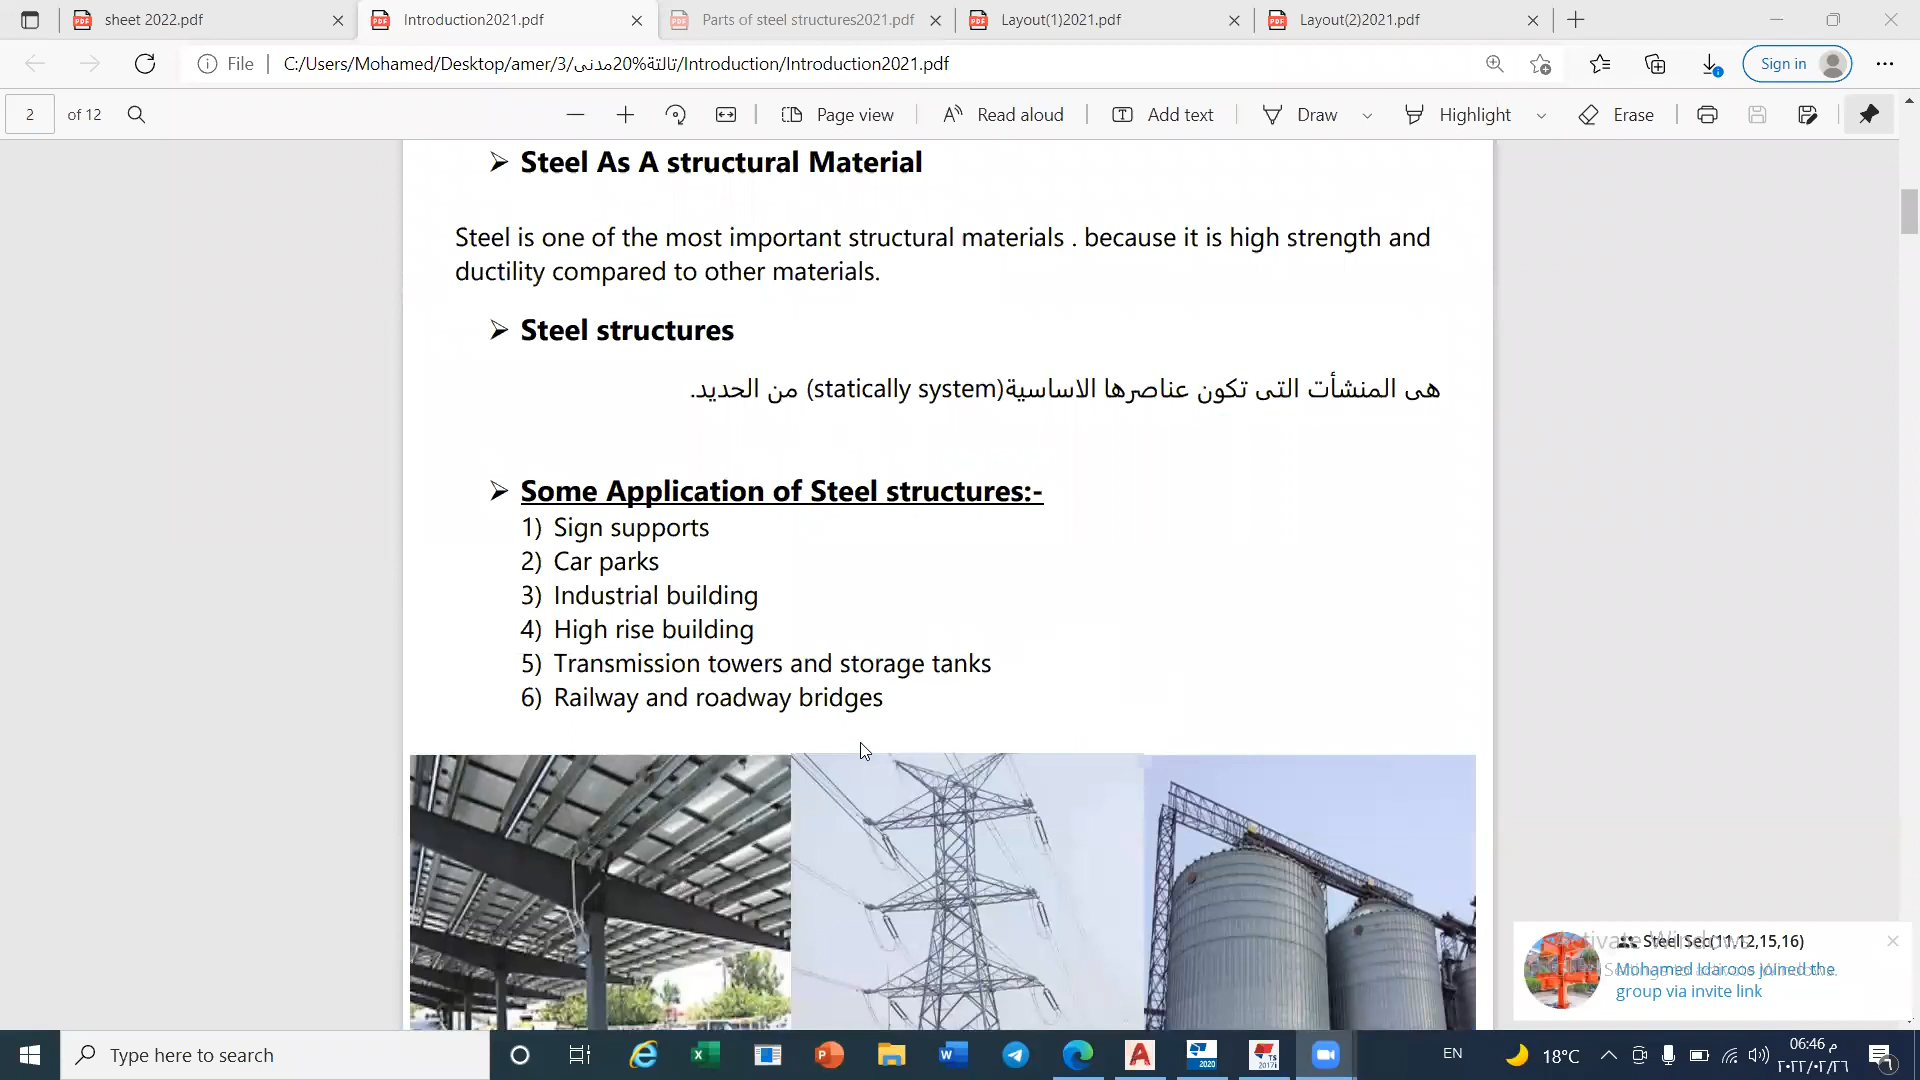 sheet 2022.pdf
Introduction2021.pdf
Parts of steel structures2021.pdf
Layout(1)2021.pdf
Layout(2)2021.pdf
File
C:/Users/Mohamed/Desktop/amer/3/تالتة%20مدنى/Introduction/Introduction2021.pdf
Sign in
2 of 12
Page view
Read aloud
Add text
Draw
Highlight
Erase
➢ Steel As A structural Material
Steel is one of the most important structural materials . because it is high strength and
ductility compared to other materials.
➢ Steel structures
هى المنشأت التى تكون عناصرها الاساسية(statically system) من الحديد.
➢ Some Application of Steel structures:-
1) Sign supports
2) Car parks
3) Industrial building
4) High rise building
5) Transmission towers and storage tanks
6) Railway and roadway bridges
Steel Sec(11,12,15,16)
Mohamed Idaroos joined the
group via invite link
Type here to search
EN
18°C
06:46 م
٢٠٢٢/٠٢/٢٦